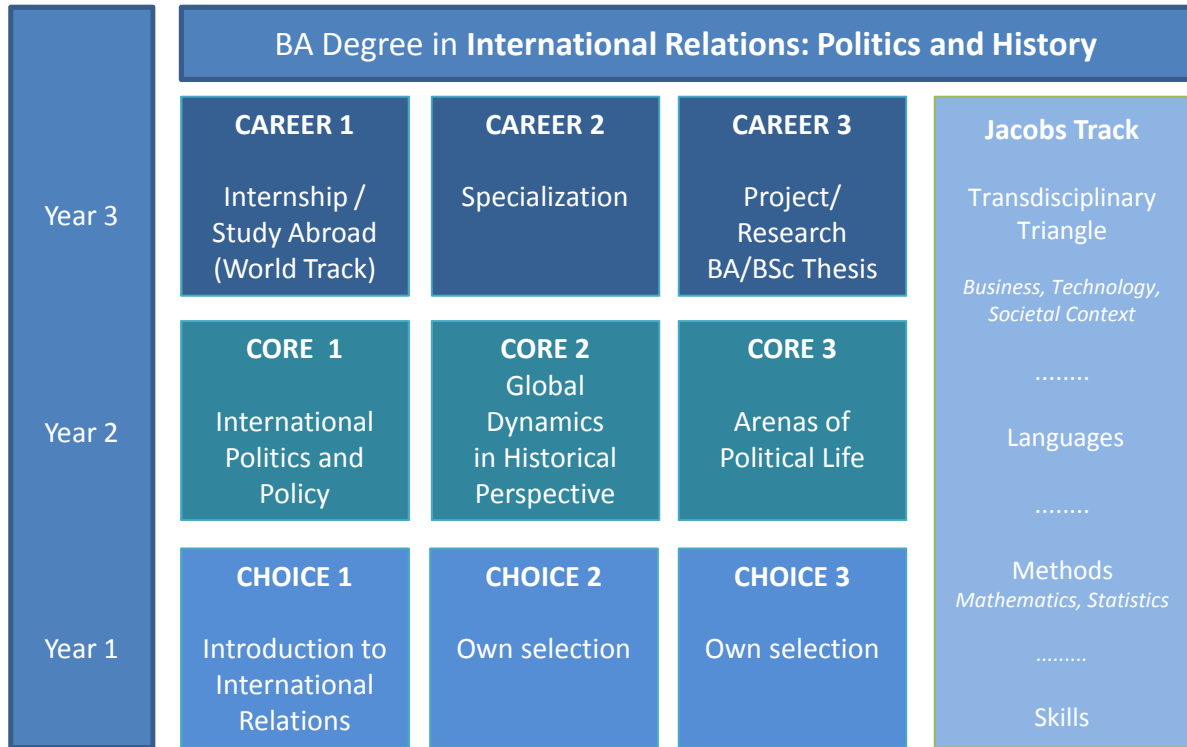 BA Degree in International Relations: Politics and History
Year 3
CAREER 1
Internship /
Study Abroad
(World Track)
CAREER 2
Specialization
CAREER 3
Project/
Research
BA/BSc Thesis
Year 2
CORE 1
International
Politics and
Policy
CORE 2
Global
Dynamics
in Historical
Perspective
CORE 3
Arenas of
Political Life
Year 1
CHOICE 1
Introduction to
International
Relations
CHOICE 2
Own selection
CHOICE 3
Own selection
Jacobs Track
Transdisciplinary
Triangle
Business, Technology,
Societal Context
........
Languages
........
Methods
Mathematics, Statistics
.........
Skills